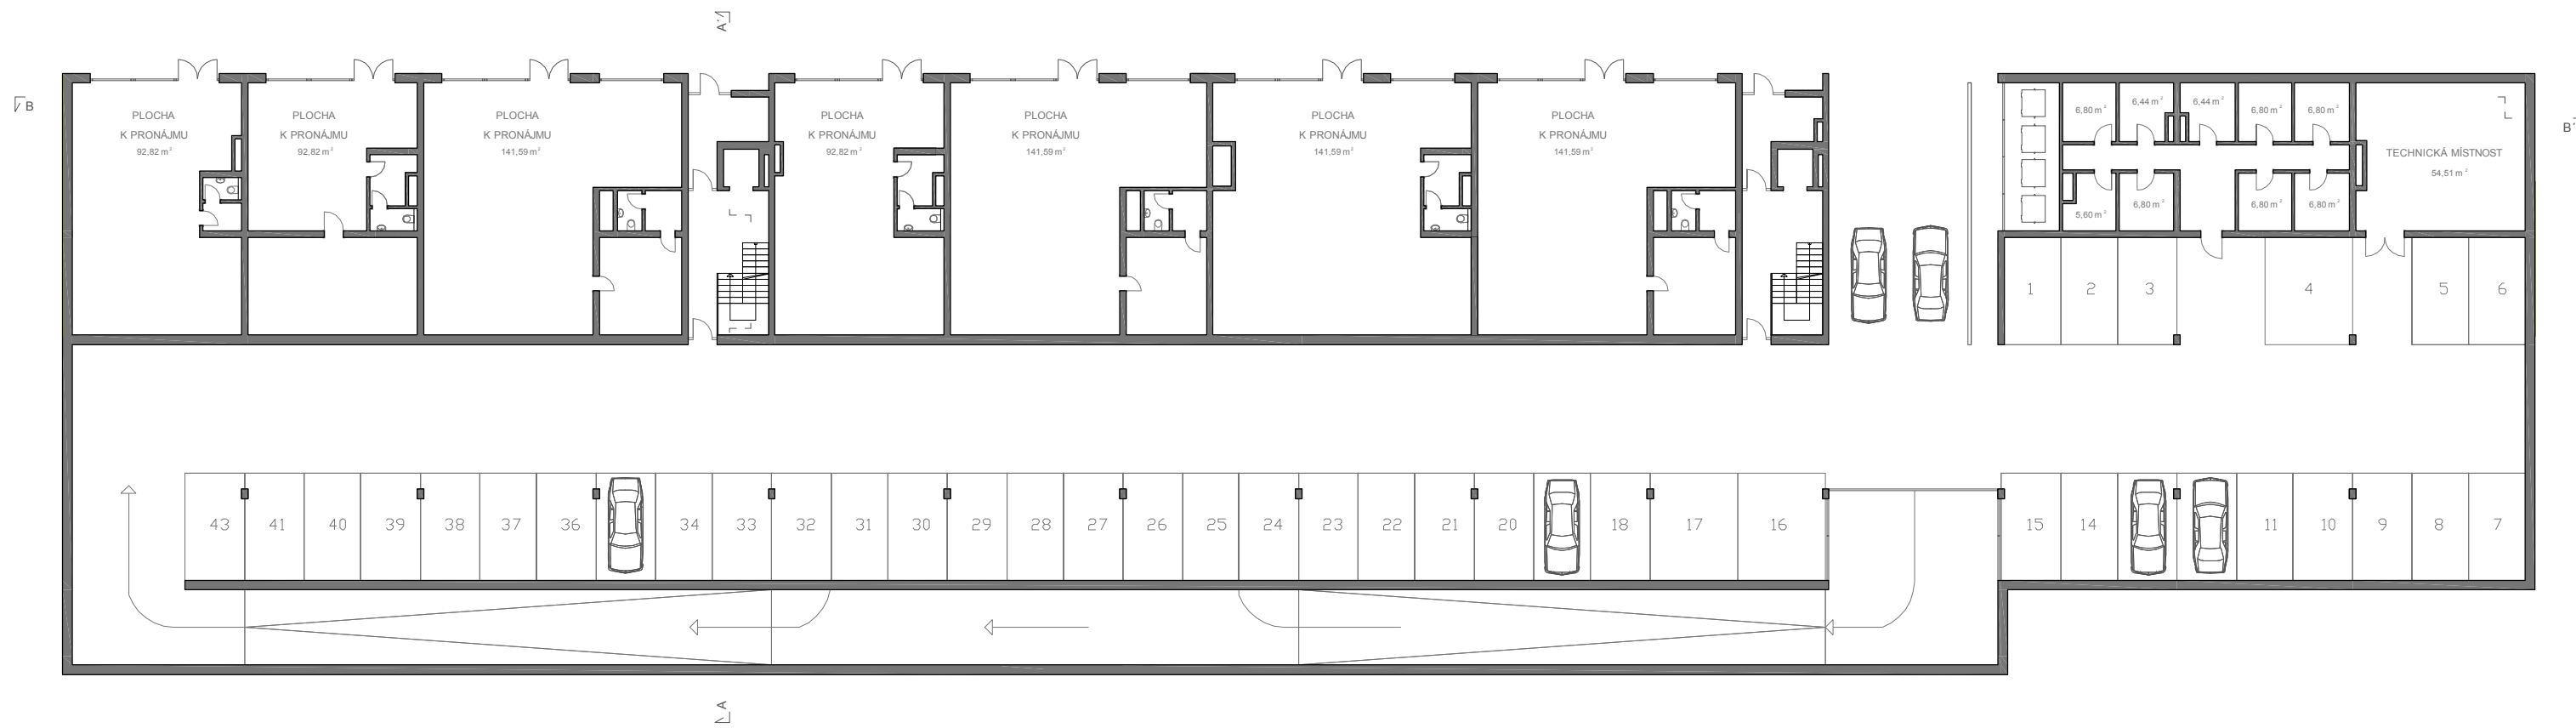 A'
B
PLOCHA
K PRONÁJMU
92,82 m²
PLOCHA
K PRONÁJMU
92,82 m²
PLOCHA
K PRONÁJMU
141,59 m²
PLOCHA
K PRONÁJMU
92,82 m²
PLOCHA
K PRONÁJMU
141,59 m²
PLOCHA
K PRONÁJMU
141,59 m²
PLOCHA
K PRONÁJMU
141,59 m²
6,80 m²
6,44 m²
6,44 m²
6,80 m²
6,80 m²
B'
TECHNICKÁ MÍSTNOST
54,51 m²
5,60 m²
6,80 m²
6,80 m²
6,80 m²
1
2
3
4
5
6
43
41
40
39
38
37
36
34
33
32
31
30
29
28
27
26
25
24
23
22
21
20
18
17
16
15
14
11
10
9
8
7
A